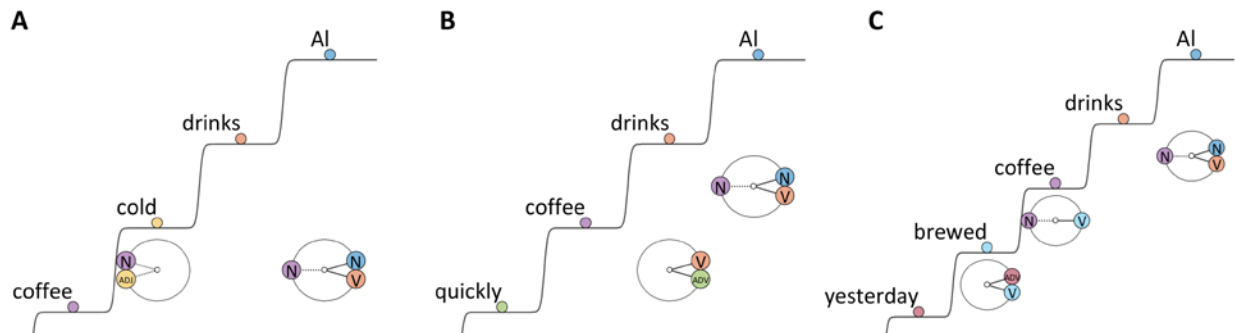 A
Al
drinks
cold
N
ADJ
coffee
N
N
V
B
Al
drinks
coffee
N
N
V
quickly
V
ADV
C
Al
drinks
coffee
N
N
V
brewed
N
V
yesterday
ADV
V